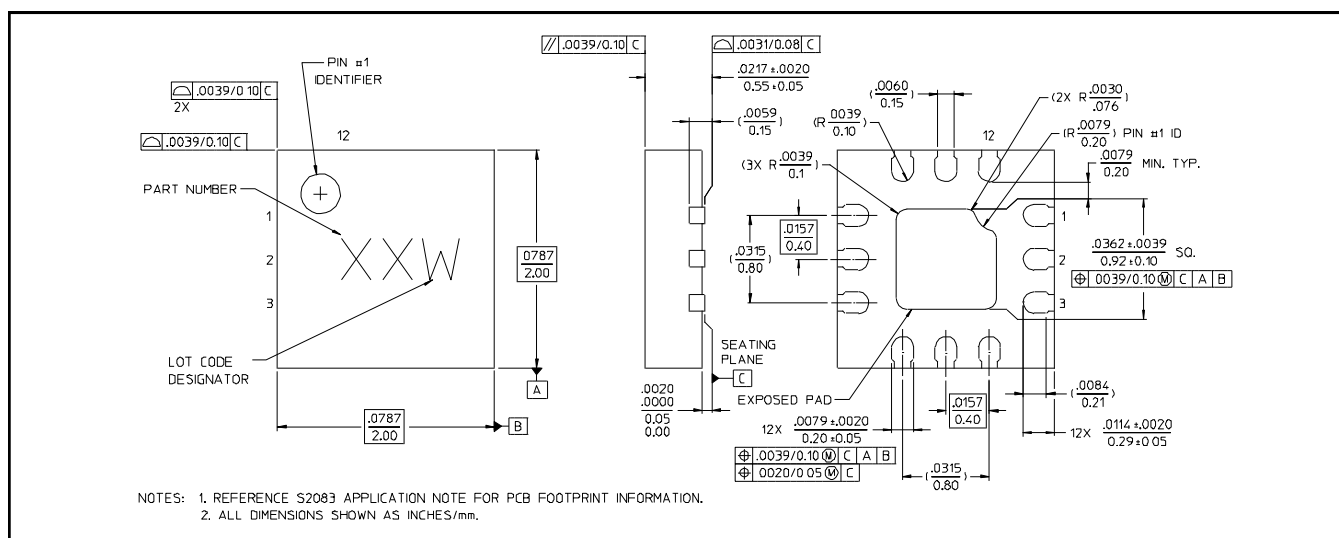 PIN #1
IDENTIFIER
⌓ .0039/0.10 C
2X
⌓ .0039/0.10 C
12
PART NUMBER
1
2
3
XXW
LOT CODE
DESIGNATOR
.0787
2.00
A
.0787
2.00
B
// .0039/0.10 C
⌓ .0031/0.08 C
.0217±.0020
0.55±0.05
(.0059
0.15)
SEATING
PLANE
C
.0020
.0000
0.05
0.00
(.0060
0.15)
(R .0039
0.10)
(3X R .0039
0.1)
12
(2X R .0030
.076)
(R .0079
0.20) PIN #1 ID
.0079
0.20 MIN. TYP.
.0157
0.40
(.0315
0.80)
1
2
3
.0362±.0039
0.92±0.10 SQ.
⌖ .0039/0.10 Ⓜ C A B
EXPOSED PAD
12X .0079±.0020
0.20±0.05
⌖ .0039/0.10 Ⓜ C A B
⌖ .0020/0.05 Ⓜ C
.0157
0.40
(.0315
0.80)
(.0084
0.21)
12X .0114±.0020
0.29±0.05
NOTES: 1. REFERENCE S2083 APPLICATION NOTE FOR PCB FOOTPRINT INFORMATION.
2. ALL DIMENSIONS SHOWN AS INCHES/mm.